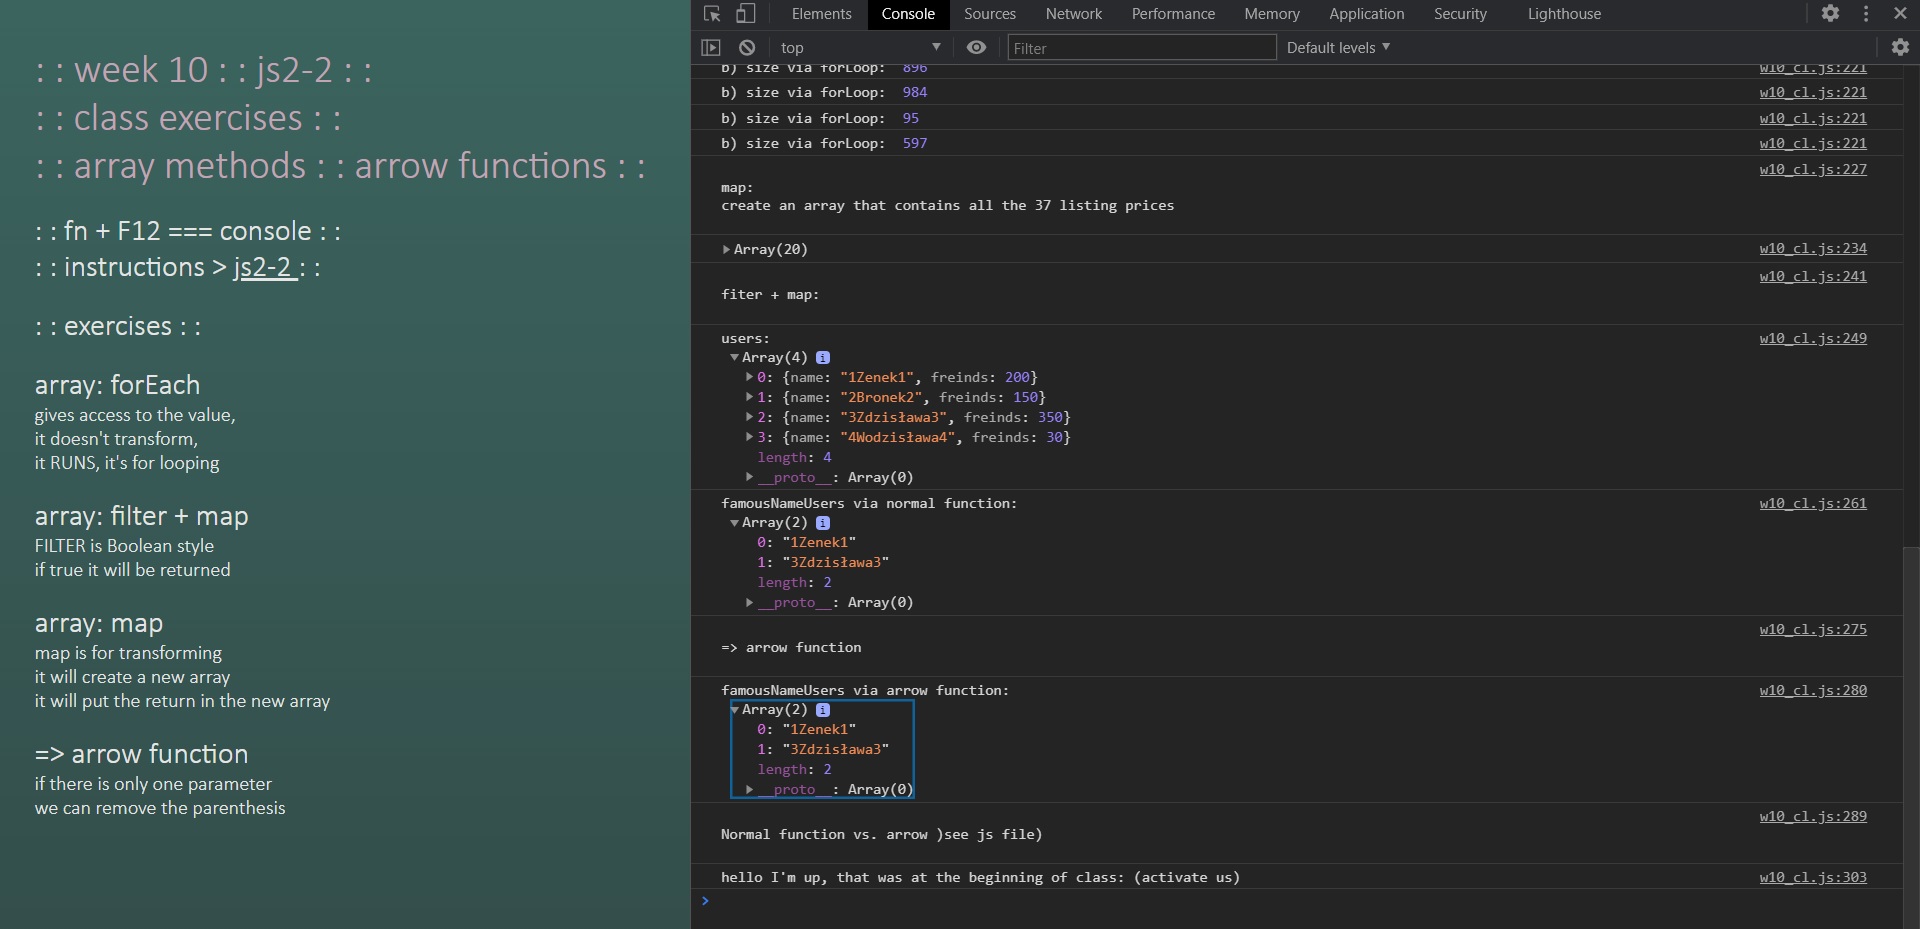 : : week 10 : : js2-2 : :
: : class exercises : :
: : array methods : : arrow functions : :
: : fn + F12 === console : :
: : instructions > js2-2 : :
: : exercises : :
array: forEach
gives access to the value,
it doesn't transform,
it RUNS, it's for looping
array: filter + map
FILTER is Boolean style
if true it will be returned
array: map
map is for transforming
it will create a new array
it will put the return in the new array
=> arrow function
if there is only one parameter
we can remove the parenthesis
Elements Console Sources Network Performance Memory Application Security Lighthouse
top Filter Default levels
b) size via forLoop: 896 w10_cl.js:221
b) size via forLoop: 984 w10_cl.js:221
b) size via forLoop: 95 w10_cl.js:221
b) size via forLoop: 597 w10_cl.js:221
w10_cl.js:227
map:
create an array that contains all the 37 listing prices
Array(20) w10_cl.js:234
w10_cl.js:241
fiter + map:
users: w10_cl.js:249
Array(4) i
0: {name: "1Zenek1", freinds: 200}
1: {name: "2Bronek2", freinds: 150}
2: {name: "3Zdzisława3", freinds: 350}
3: {name: "4Wodzisława4", freinds: 30}
length: 4
__proto__: Array(0)
famousNameUsers via normal function: w10_cl.js:261
Array(2) i
0: "1Zenek1"
1: "3Zdzisława3"
length: 2
__proto__: Array(0)
w10_cl.js:275
=> arrow function
famousNameUsers via arrow function: w10_cl.js:280
Array(2) i
0: "1Zenek1"
1: "3Zdzisława3"
length: 2
__proto__: Array(0)
w10_cl.js:289
Normal function vs. arrow )see js file)
hello I'm up, that was at the beginning of class: (activate us) w10_cl.js:303
>